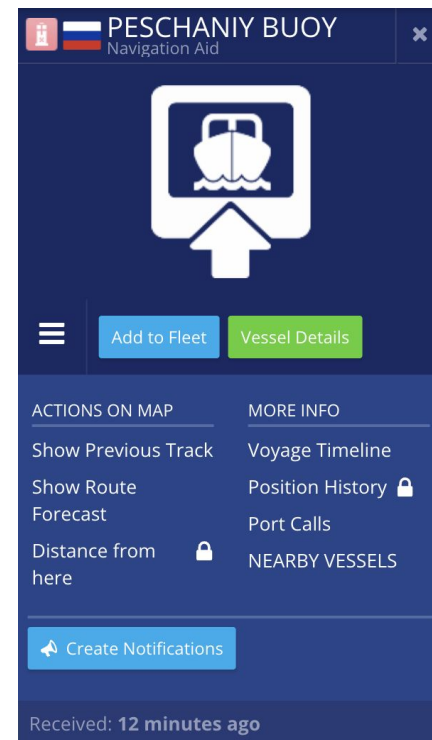 PESCHANIY BUOY
Navigation Aid
Add to Fleet
Vessel Details
ACTIONS ON MAP
Show Previous Track
Show Route
Forecast
Distance from
here
MORE INFO
Voyage Timeline
Position History
Port Calls
NEARBY VESSELS
Create Notifications
Received: 12 minutes ago